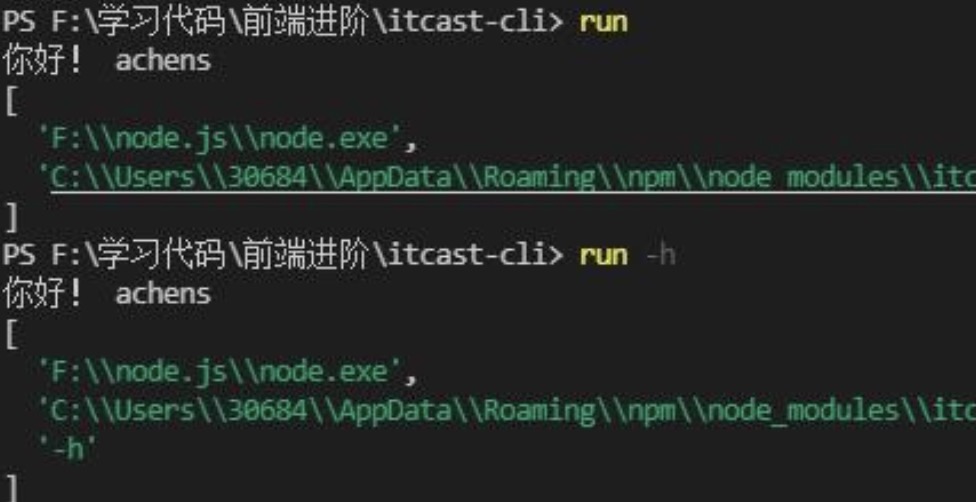 PS F:\学习代码\前端进阶\itcast-cli> run
你好! achens
[
  'F:\\node.js\\node.exe',
  'C:\\Users\\30684\\AppData\\Roaming\\npm\\node_modules\\itc
]
PS F:\学习代码\前端进阶\itcast-cli> run -h
你好! achens
[
  'F:\\node.js\\node.exe',
  'C:\\Users\\30684\\AppData\\Roaming\\npm\\node_modules\\itc
  '-h'
]